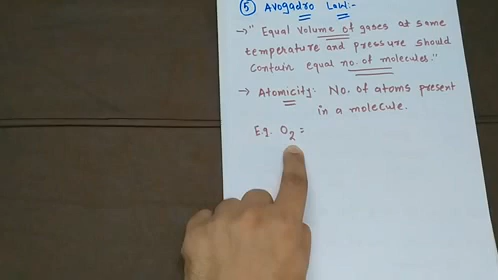 ⑤ Avogadro Law:-
→ "Equal Volume of gases at same
temperature and pressure should
Contain equal no. of molecules."
→ Atomicity: No. of atoms present
in a molecule.
E.g. O₂ =